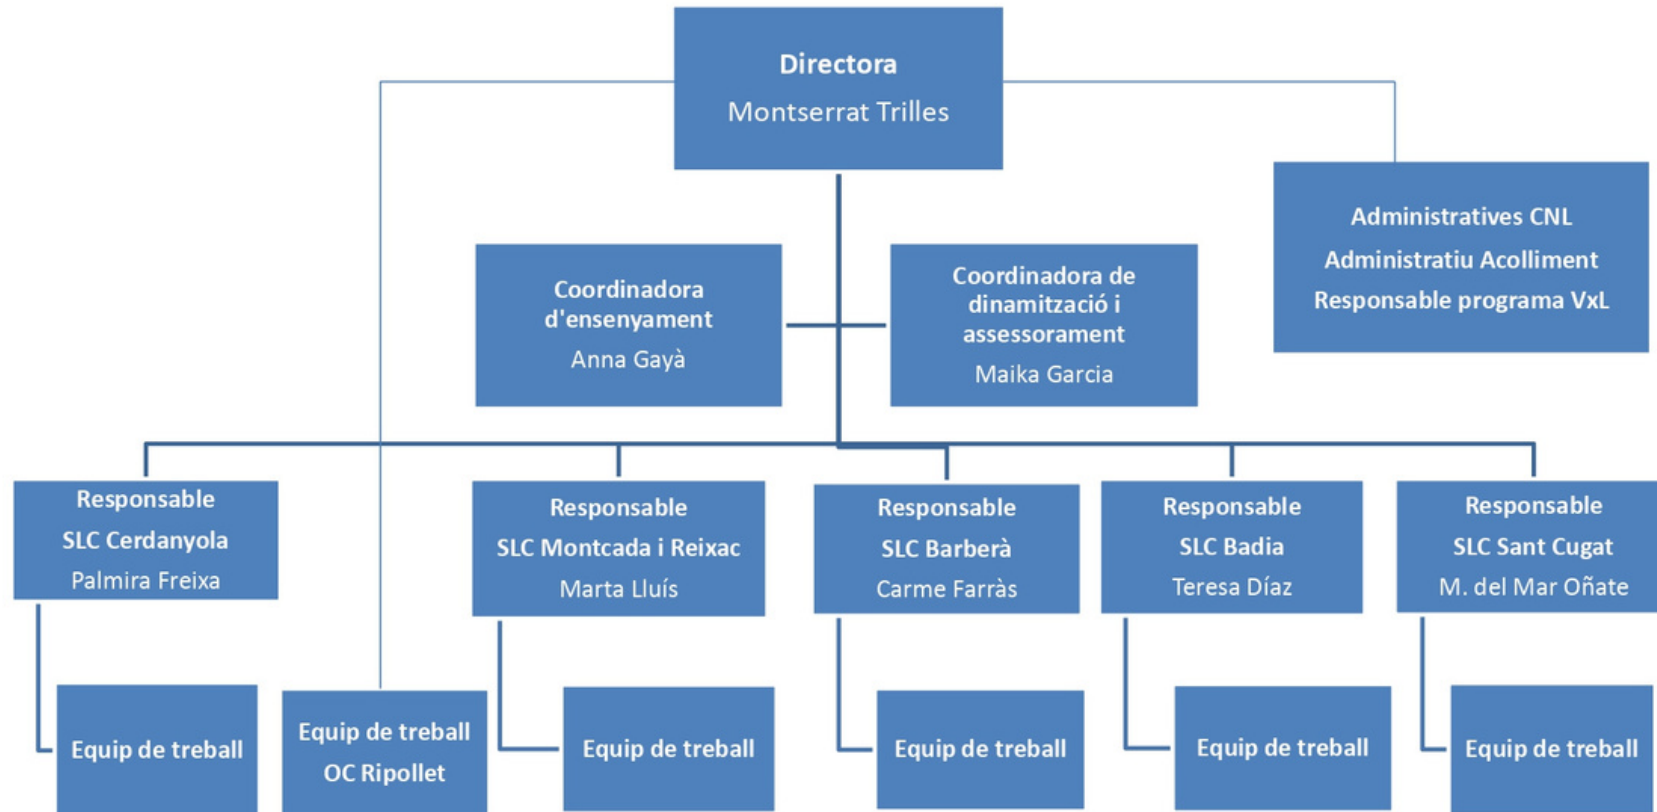 Directora
Montserrat Trilles
Administratives CNL
Administratiu Acolliment
Responsable programa VxL
Coordinadora
d'ensenyament
Anna Gayà
Coordinadora de
dinamització i
assessorament
Maika Garcia
Responsable
SLC Cerdanyola
Palmira Freixa
Responsable
SLC Montcada i Reixac
Marta Lluís
Responsable
SLC Barberà
Carme Farràs
Responsable
SLC Badia
Teresa Díaz
Responsable
SLC Sant Cugat
M. del Mar Oñate
Equip de treball
Equip de treball
OC Ripollet
Equip de treball
Equip de treball
Equip de treball
Equip de treball